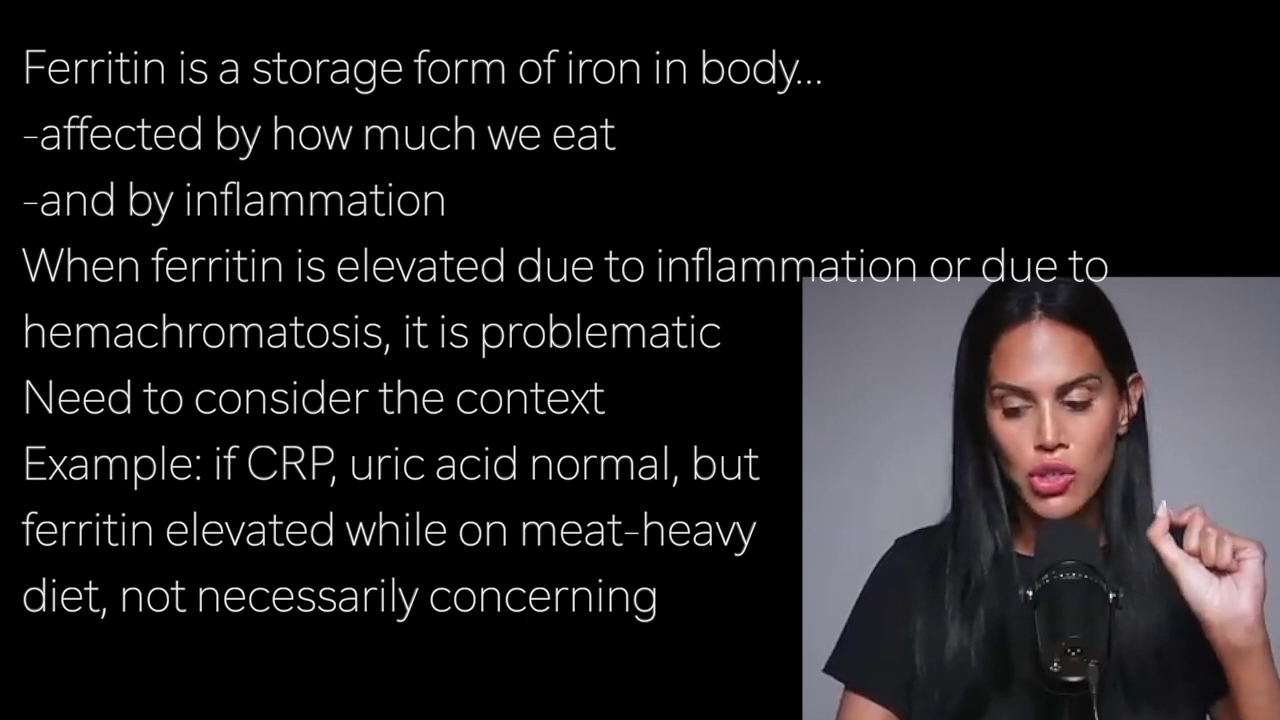 Ferritin is a storage form of iron in body...
-affected by how much we eat
-and by inflammation
When ferritin is elevated due to inflammation or due to
hemachromatosis, it is problematic
Need to consider the context
Example: if CRP, uric acid normal, but
ferritin elevated while on meat-heavy
diet, not necessarily concerning